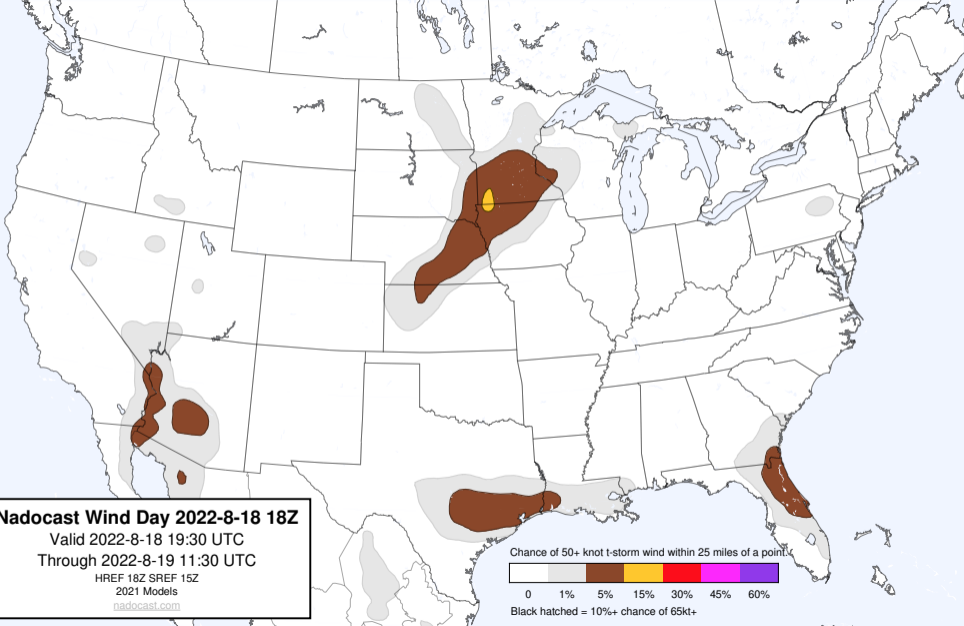 Nadocast Wind Day 2022-8-18 18Z
Valid 2022-8-18 19:30 UTC
Through 2022-8-19 11:30 UTC
HREF 18Z SREF 15Z
2021 Models
nadocast.com
Chance of 50+ knot t-storm wind within 25 miles of a point.
0 1% 5% 15% 30% 45% 60%
Black hatched = 10%+ chance of 65kt+